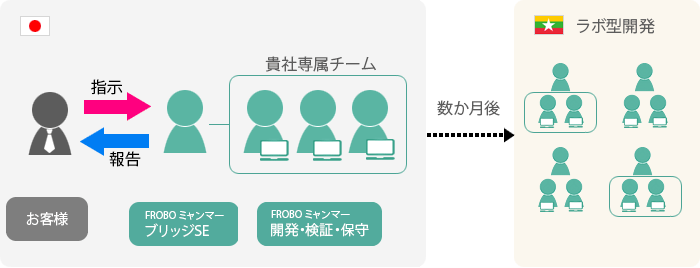 指示
報告
貴社専属チーム
お客様
FROBO ミャンマー
ブリッジSE
FROBO ミャンマー
開発・検証・保守
数か月後
ラボ型開発